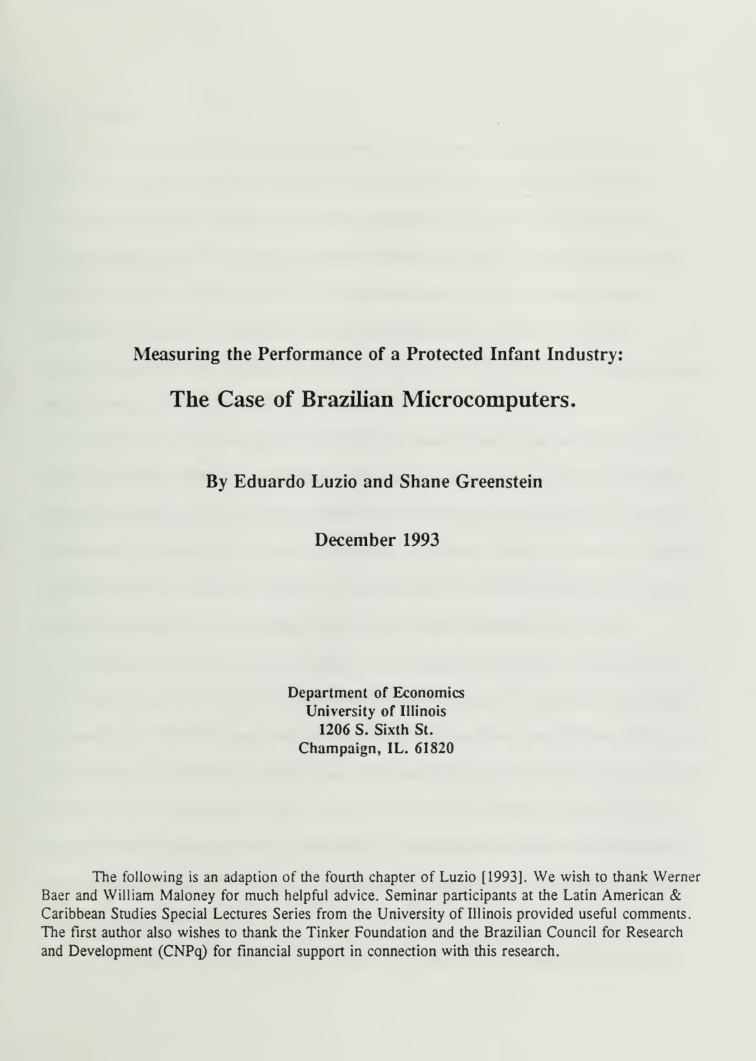 Measuring the Performance of a Protected Infant Industry:
The Case of Brazilian Microcomputers.
By Eduardo Luzio and Shane Greenstein
December 1993
Department of Economics
University of Illinois
1206 S. Sixth St.
Champaign, IL. 61820
The following is an adaption of the fourth chapter of Luzio [1993]. We wish to thank Werner
Baer and William Maloney for much helpful advice. Seminar participants at the Latin American &
Caribbean Studies Special Lectures Series from the University of Illinois provided useful comments.
The first author also wishes to thank the Tinker Foundation and the Brazilian Council for Research
and Development (CNPq) for financial support in connection with this research.